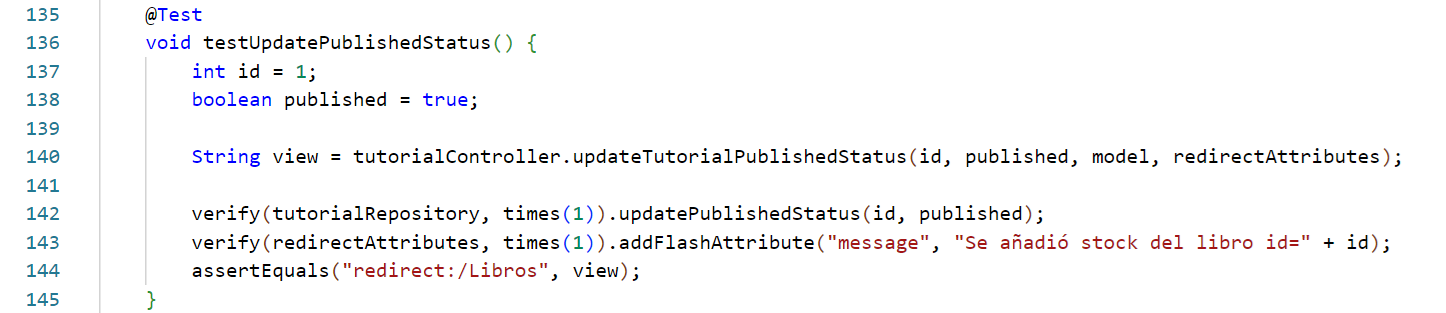 135 @Test
136 void testUpdatePublishedStatus() {
137 int id = 1;
138 boolean published = true;
139
140 String view = tutorialController.updateTutorialPublishedStatus(id, published, model, redirectAttributes);
141
142 verify(tutorialRepository, times(1)).updatePublishedStatus(id, published);
143 verify(redirectAttributes, times(1)).addFlashAttribute("message", "Se añadió stock del libro id=" + id);
144 assertEquals("redirect:/Libros", view);
145 }